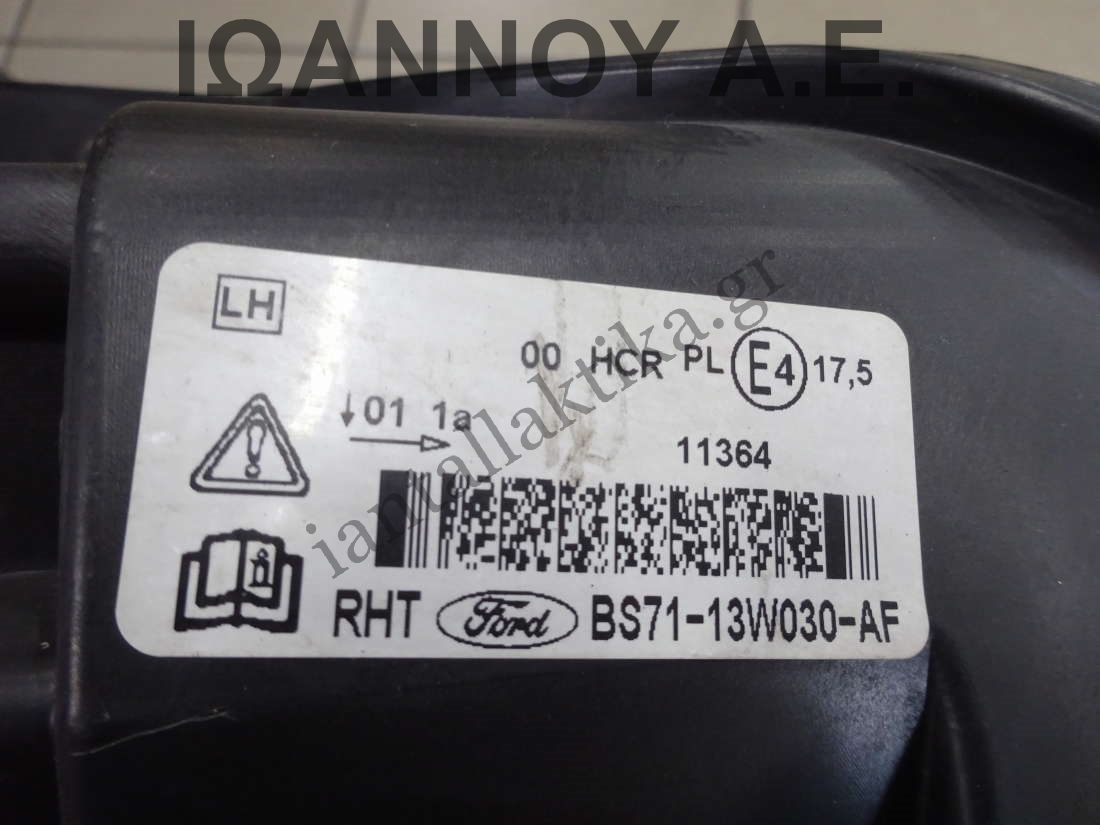 ΙΩΑΝΝΟΥ Α.Ε.
LH
00 HCR PL E4 17,5
↓01 1a
11364
RHT Ford BS71-13W030-AF
iantallaktika.gr